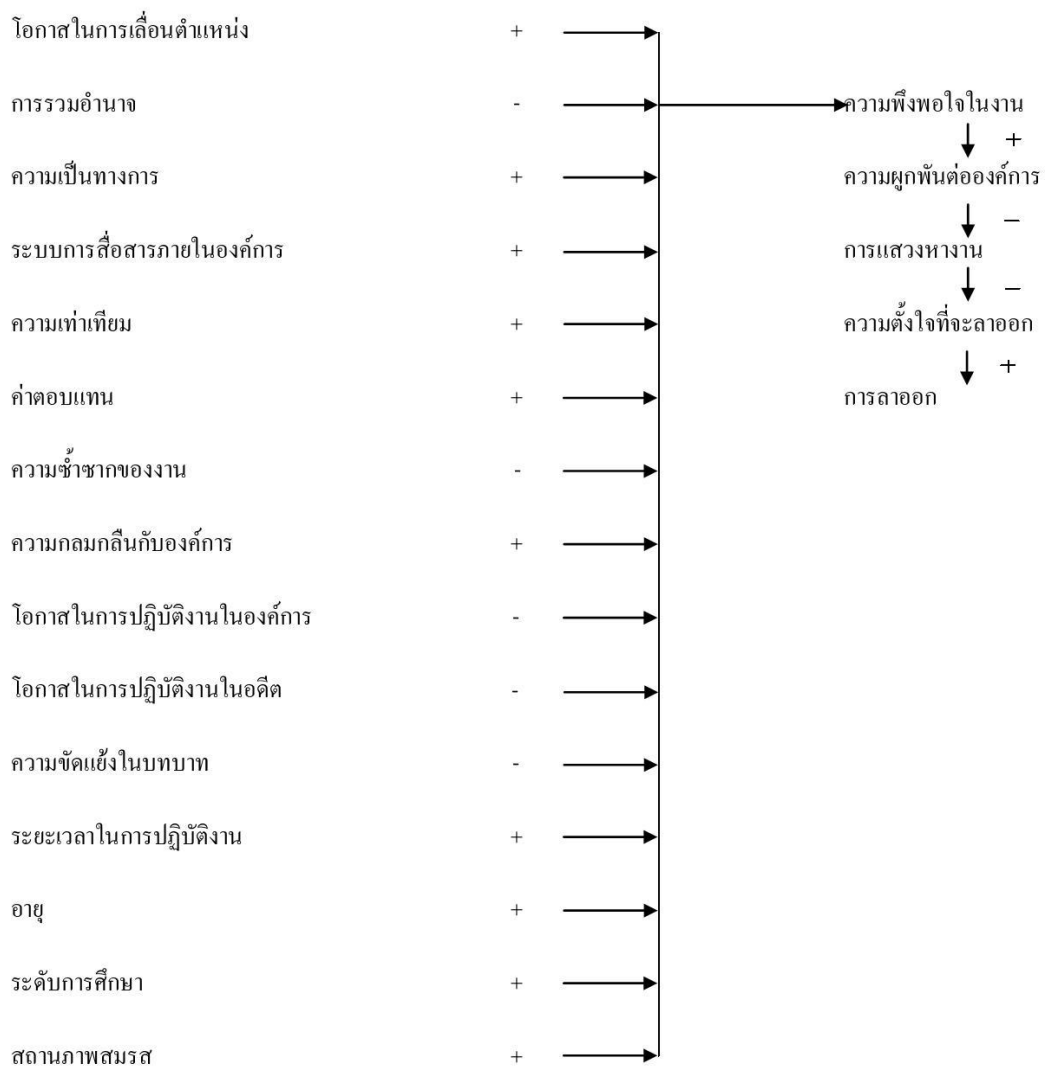 โอกาสในการเลื่อนตำแหน่ง +
การรวมอำนาจ - ความพึงพอใจในงาน
+
ความเป็นทางการ + ความผูกพันต่อองค์การ
–
ระบบการสื่อสารภายในองค์การ + การแสวงหางาน
–
ความเท่าเทียม + ความตั้งใจที่จะลาออก
+
ค่าตอบแทน + การลาออก
ความซ้ำซากของงาน -
ความกลมกลืนกับองค์การ +
โอกาสในการปฏิบัติงานในองค์การ -
โอกาสในการปฏิบัติงานในอดีต -
ความขัดแย้งในบทบาท -
ระยะเวลาในการปฏิบัติงาน +
อายุ +
ระดับการศึกษา +
สถานภาพสมรส +